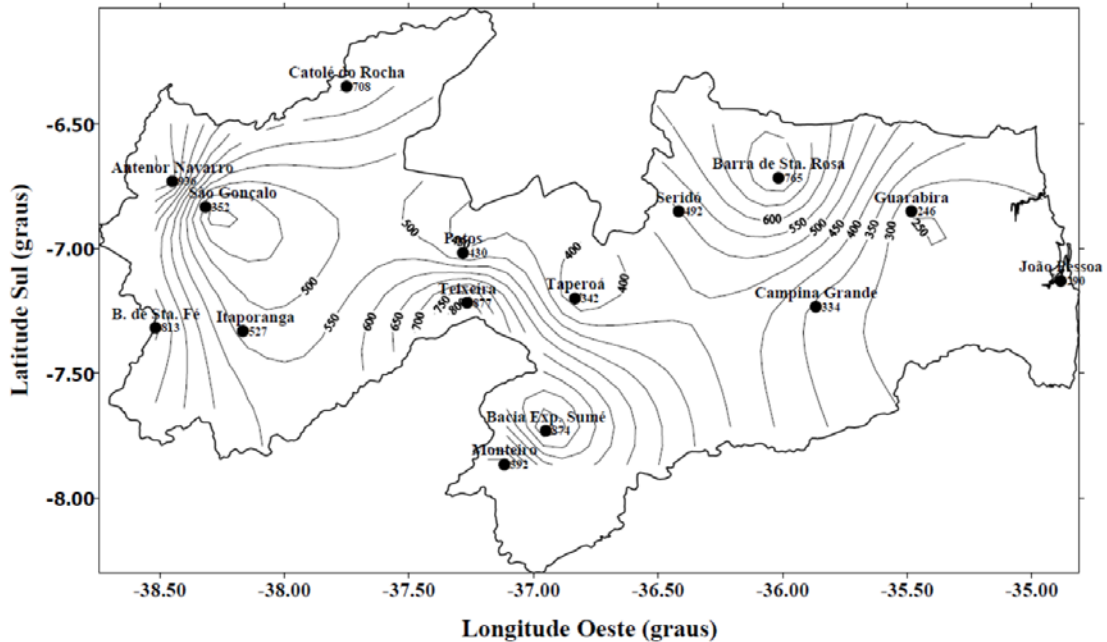 Catolé do Rocha
708
-6.50
Antenor Navarro
936
São Gonçalo
352
Barra de Sta. Rosa
765
Seridó
492
Guarabira
246
600
550
500
450
400
350
300
250
-7.00
500
Patos
430
400
400
João Pessoa
290
500
550
600
650
700
750
Teixeira
877
Taperoá
342
Campina Grande
334
B. de Sta. Fé
813
Itaporanga
527
-7.50
Bacia Exp. Sumé
874
Monteiro
392
-8.00
-38.50
-38.00
-37.50
-37.00
-36.50
-36.00
-35.50
-35.00
Latitude Sul (graus)
Longitude Oeste (graus)